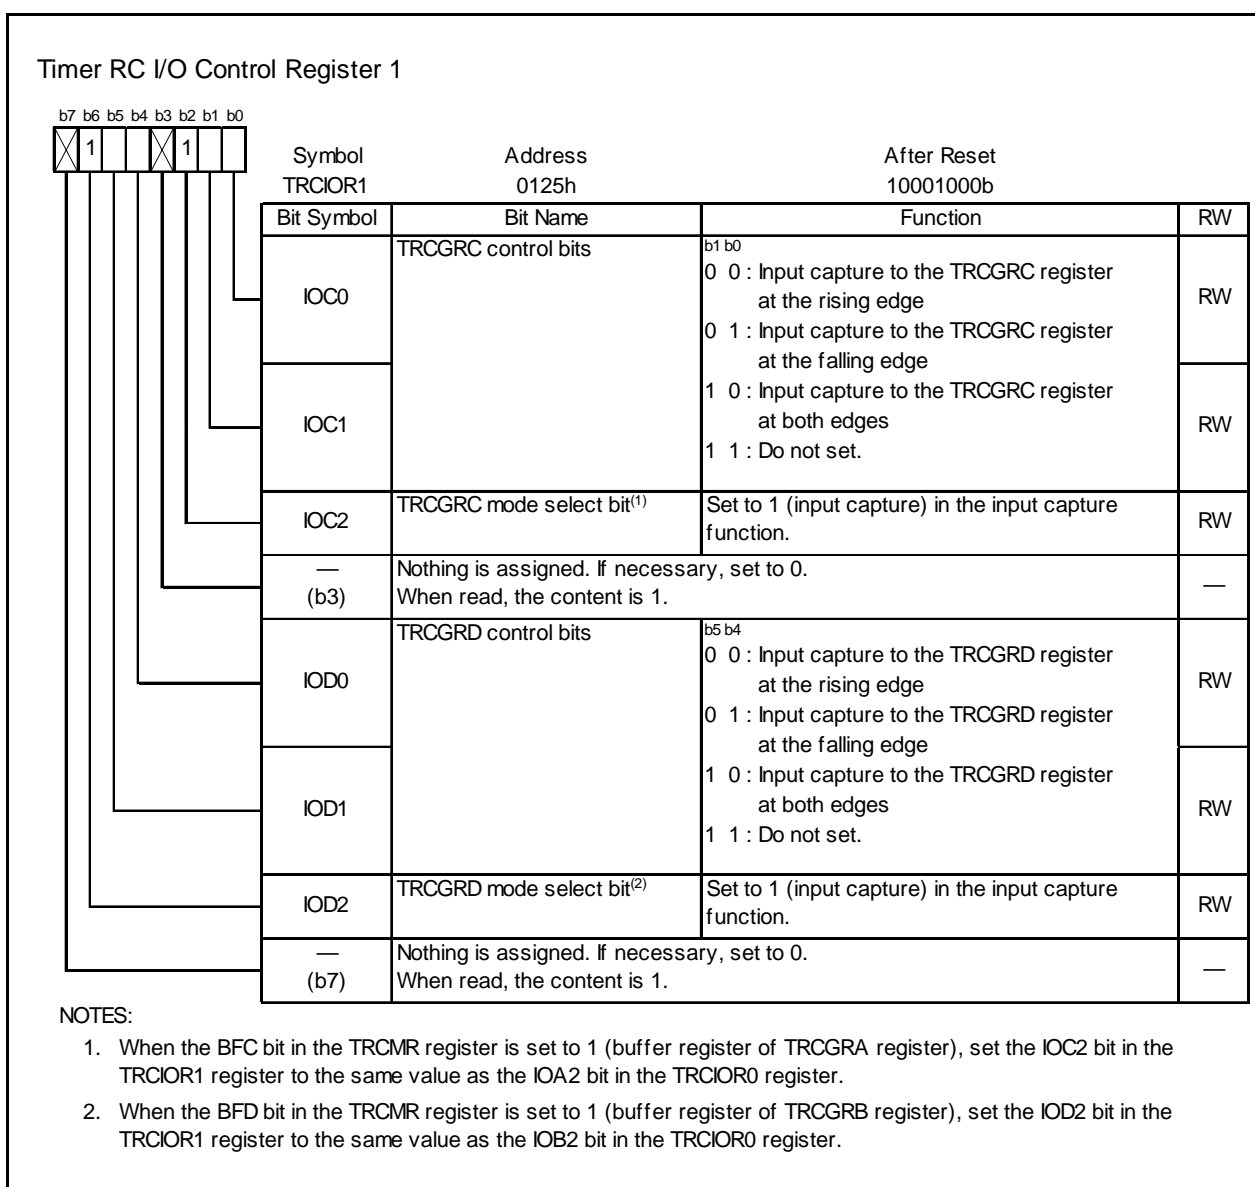 Timer RC I/O Control Register 1
b7 b6 b5 b4 b3 b2 b1 b0
1 1
Symbol Address After Reset
TRCIOR1 0125h 10001000b
Bit Symbol Bit Name Function RW
IOC0 TRCGRC control bits b1 b0
0 0 : Input capture to the TRCGRC register
at the rising edge RW
0 1 : Input capture to the TRCGRC register
at the falling edge
IOC1 1 0 : Input capture to the TRCGRC register
at both edges RW
1 1 : Do not set.
IOC2 TRCGRC mode select bit(1) Set to 1 (input capture) in the input capture
function. RW
— Nothing is assigned. If necessary, set to 0.
(b3) When read, the content is 1. —
IOD0 TRCGRD control bits b5 b4
0 0 : Input capture to the TRCGRD register
at the rising edge RW
0 1 : Input capture to the TRCGRD register
at the falling edge
IOD1 1 0 : Input capture to the TRCGRD register
at both edges RW
1 1 : Do not set.
IOD2 TRCGRD mode select bit(2) Set to 1 (input capture) in the input capture
function. RW
— Nothing is assigned. If necessary, set to 0.
(b7) When read, the content is 1. —
NOTES:
1. When the BFC bit in the TRCMR register is set to 1 (buffer register of TRCGRA register), set the IOC2 bit in the
TRCIOR1 register to the same value as the IOA2 bit in the TRCIOR0 register.
2. When the BFD bit in the TRCMR register is set to 1 (buffer register of TRCGRB register), set the IOD2 bit in the
TRCIOR1 register to the same value as the IOB2 bit in the TRCIOR0 register.